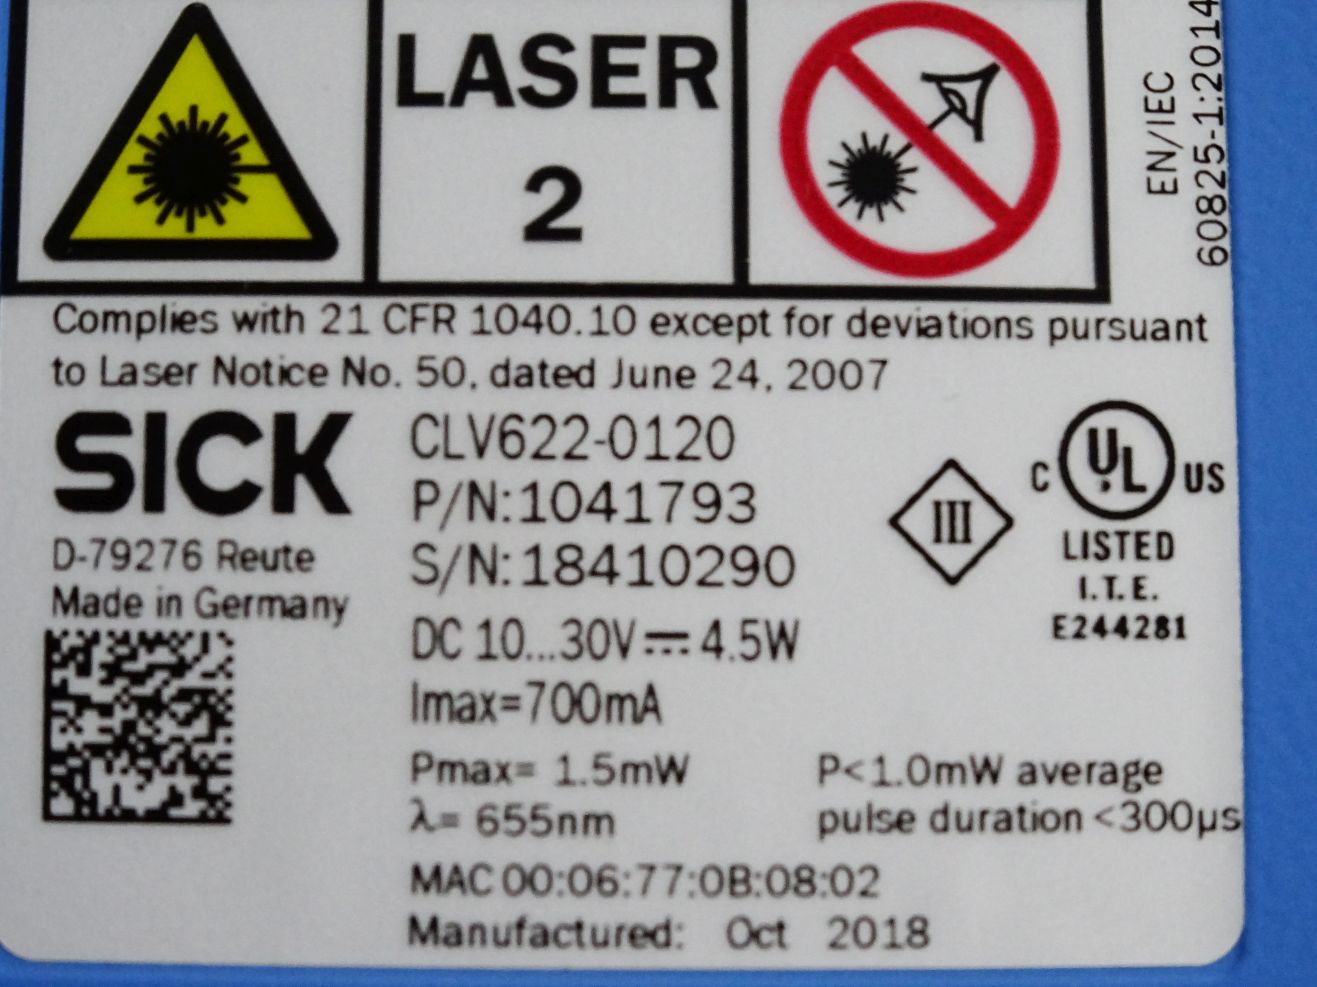 LASER
2
EN/IEC
60825-1:2014
Complies with 21 CFR 1040.10 except for deviations pursuant
to Laser Notice No. 50, dated June 24, 2007
SICK
D-79276 Reute
Made in Germany
CLV622-0120
P/N:1041793
S/N:18410290
DC 10...30V⎓4.5W
Imax=700mA
Pmax= 1.5mW
λ= 655nm
P<1.0mW average
pulse duration <300µs
MAC 00:06:77:0B:08:02
Manufactured: Oct 2018
III
C UL US
LISTED
I.T.E.
E244281